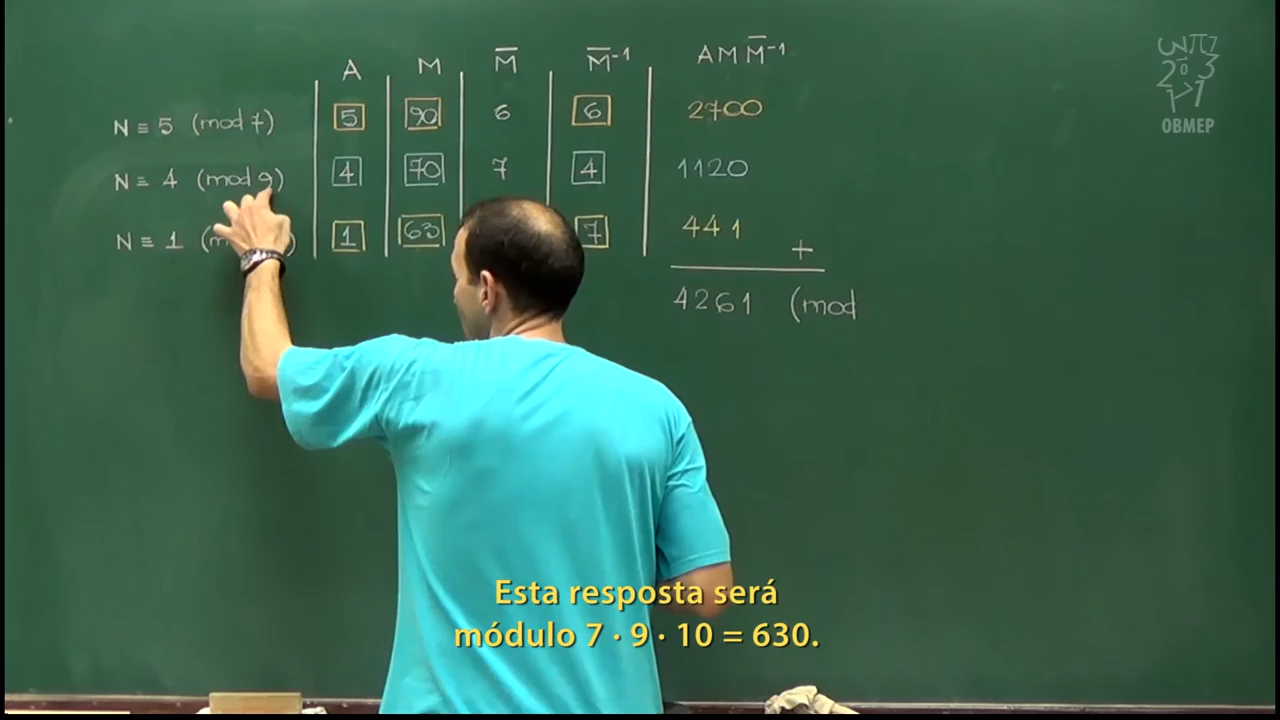 A M M̅ M̅⁻¹ A M M̅⁻¹
N ≡ 5 (mod 7) 5 90 6 6 2700
N ≡ 4 (mod 9) 4 70 7 4 1120
N ≡ 1 (m 1 63 7 441
+
4261 (mod
OBMEP
Esta resposta será
módulo 7 · 9 · 10 = 630.